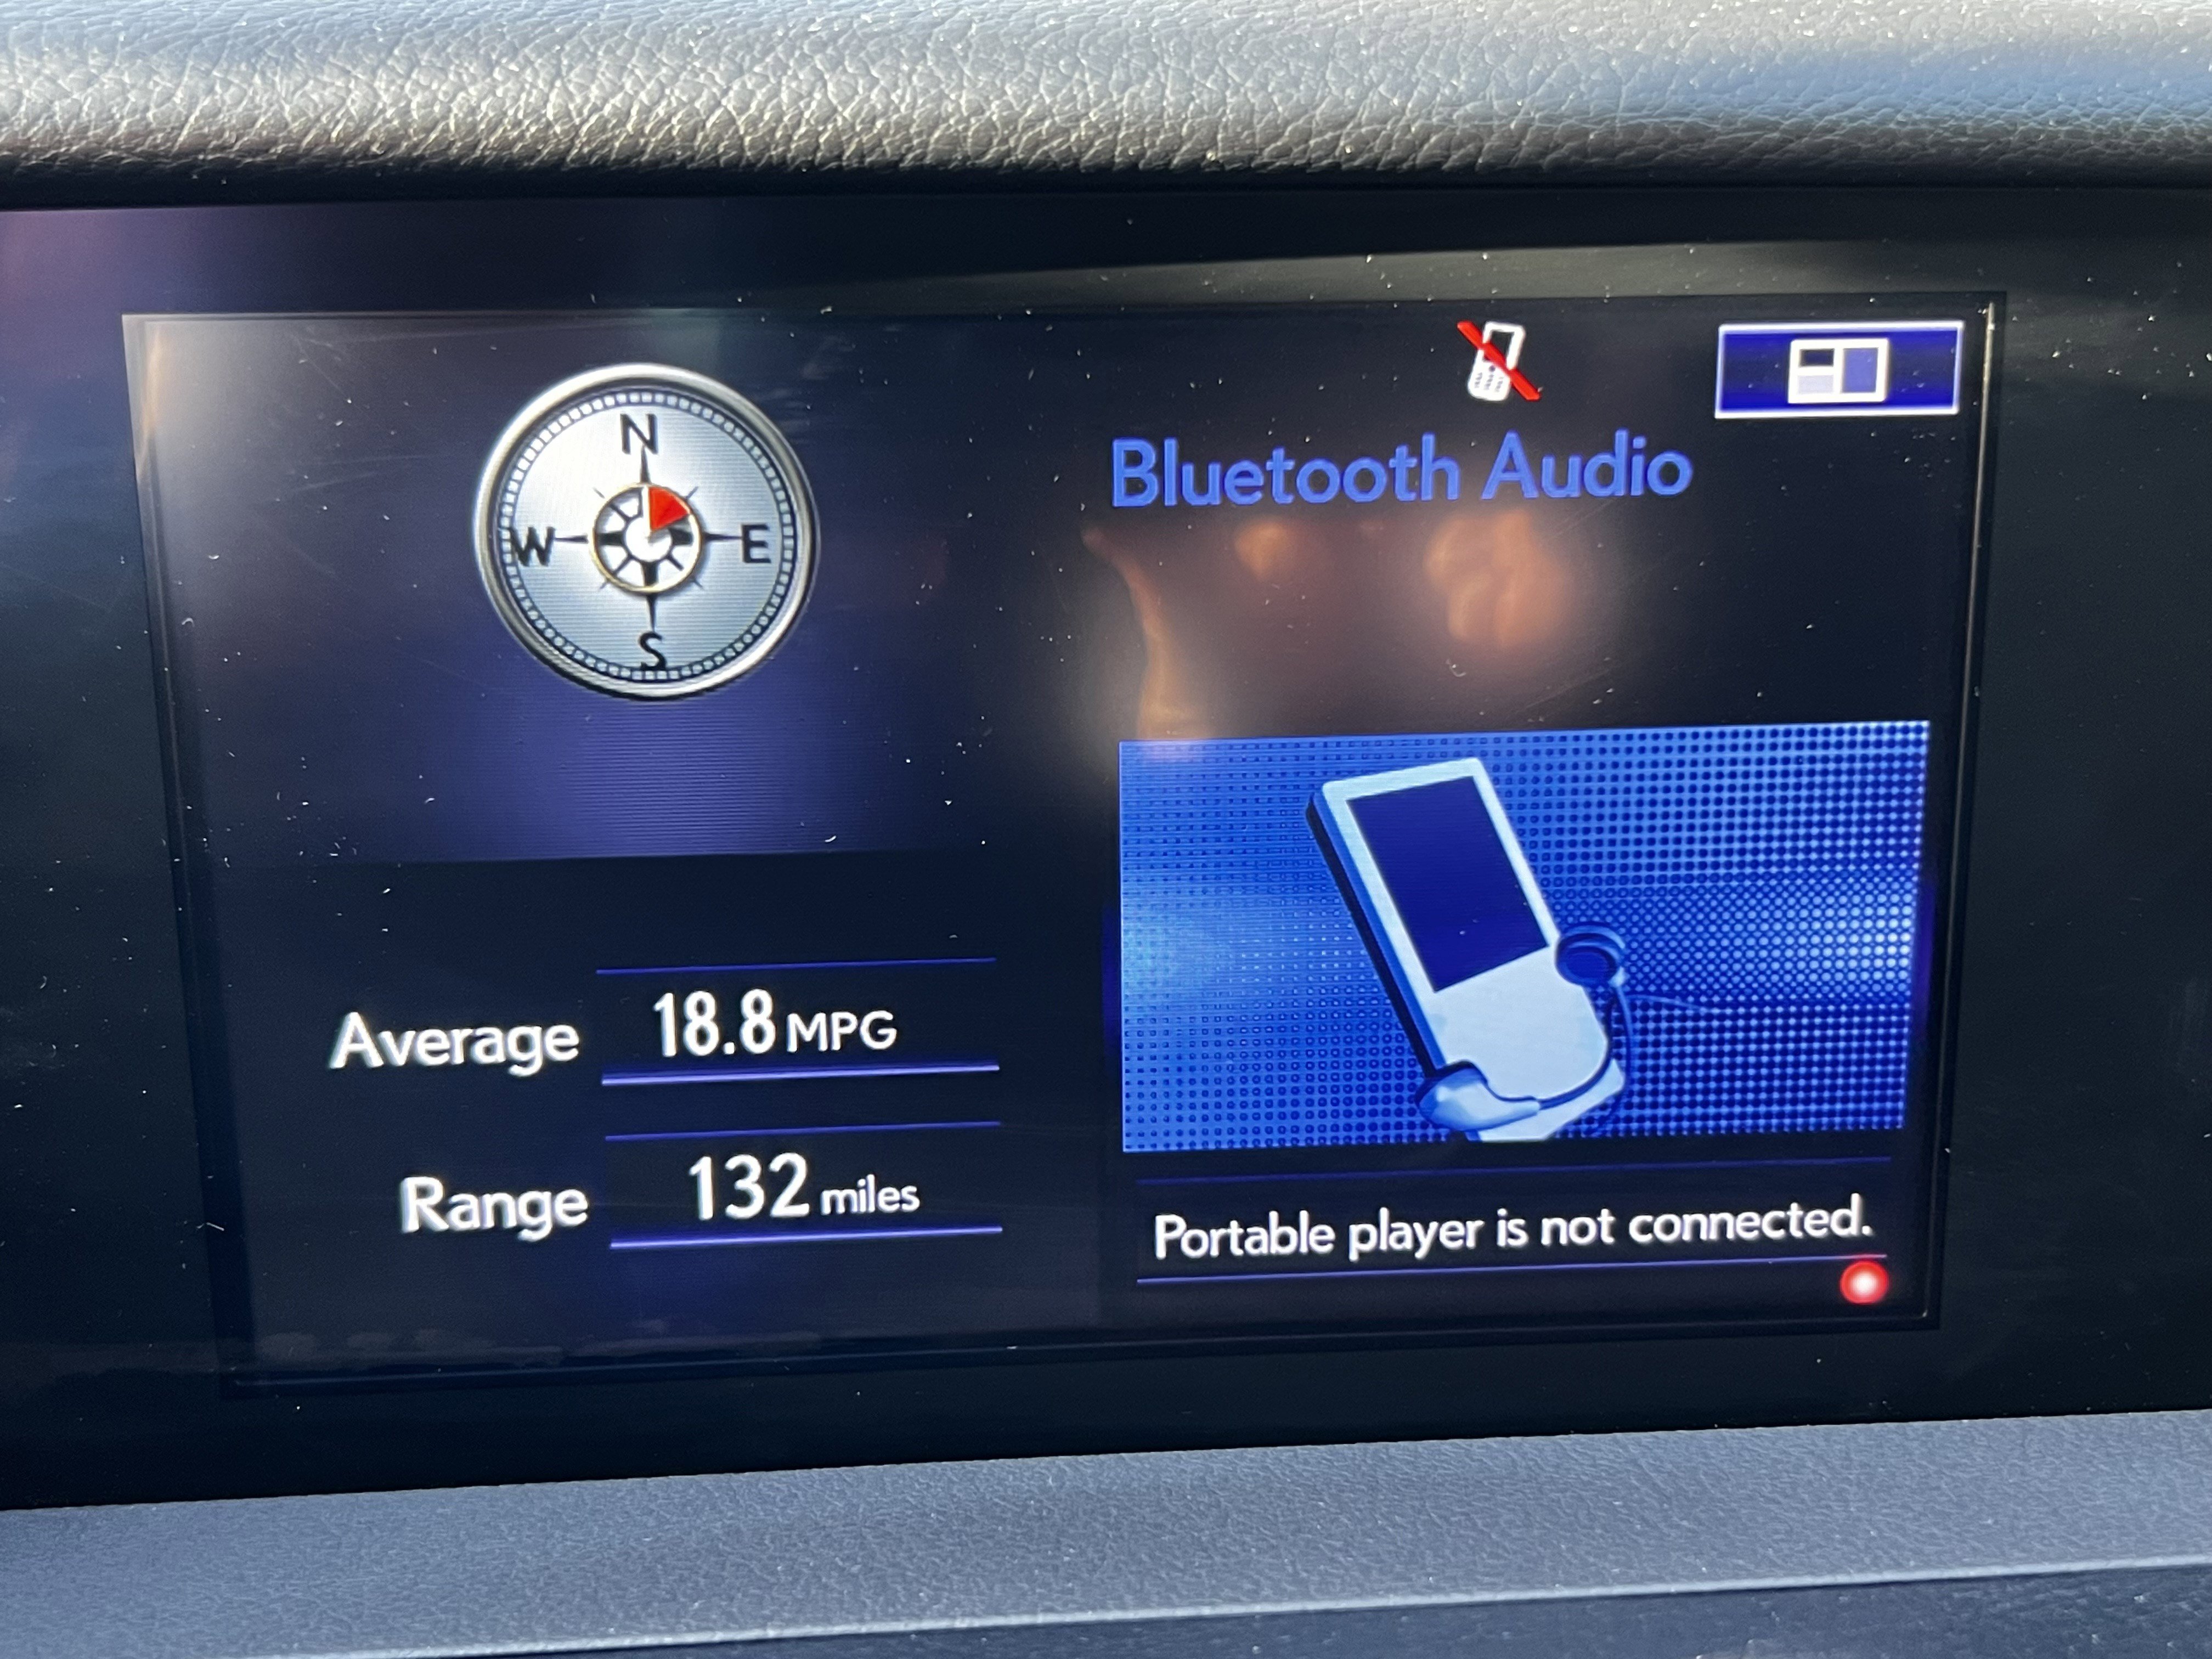 N
W E
S
Average 18.8 MPG
Range 132 miles
Bluetooth Audio
Portable player is not connected.